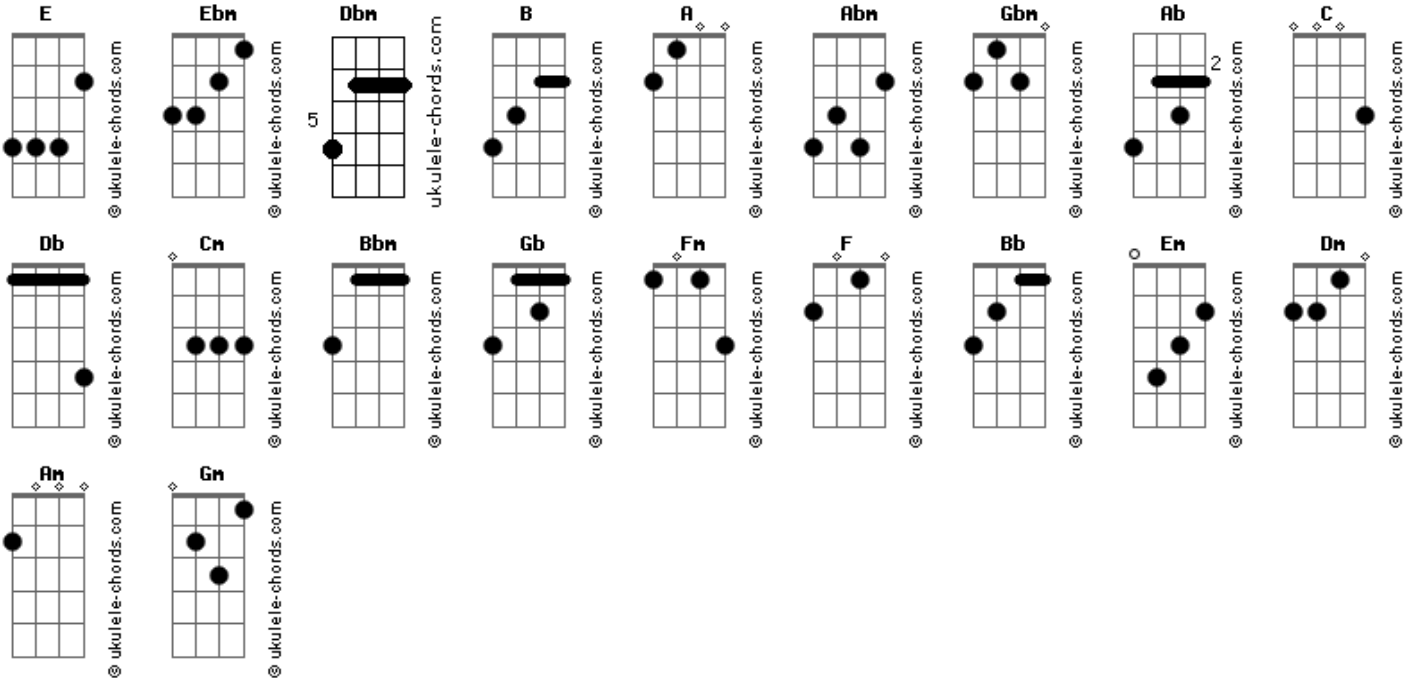 E Ebm Dbm B A Abm Gbm Ab C
5 2
© ukulele-chords.com © ukulele-chords.com ukulele-chords.com © ukulele-chords.com © ukulele-chords.com © ukulele-chords.com © ukulele-chords.com © ukulele-chords.com © ukulele-chords.com
Db Cm Bbm Gb Fm F Bb Em Dm
© ukulele-chords.com © ukulele-chords.com © ukulele-chords.com © ukulele-chords.com © ukulele-chords.com © ukulele-chords.com © ukulele-chords.com © ukulele-chords.com © ukulele-chords.com
Am Gm
© ukulele-chords.com © ukulele-chords.com